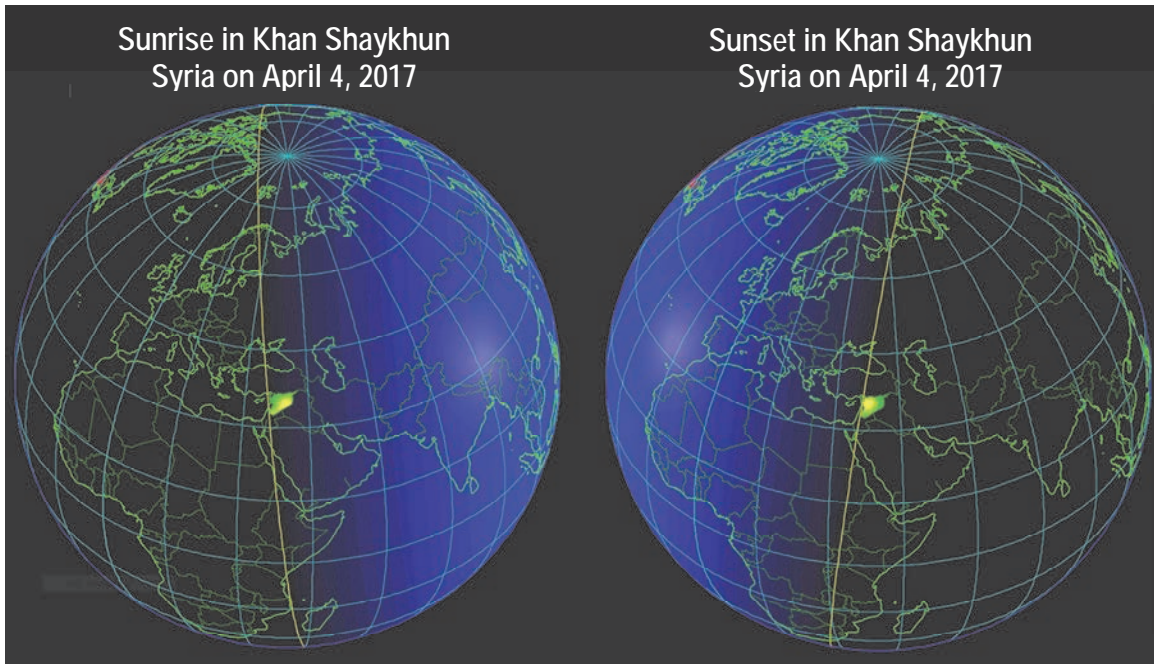 Sunrise in Khan Shaykhun
Syria on April 4, 2017
Sunset in Khan Shaykhun
Syria on April 4, 2017